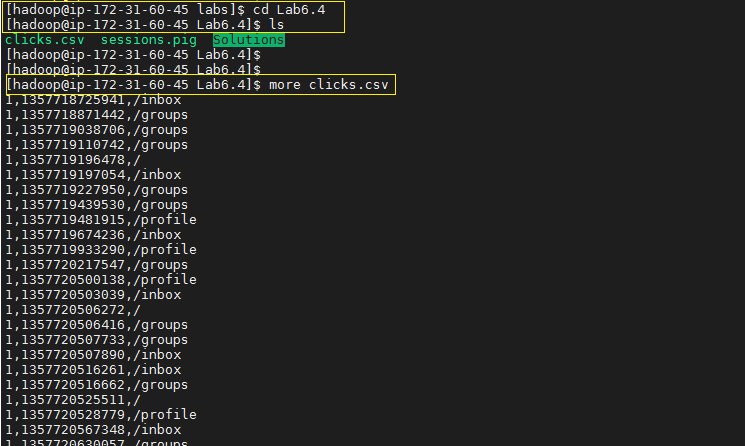 [hadoop@ip-172-31-60-45 labs]$ cd Lab6.4
[hadoop@ip-172-31-60-45 Lab6.4]$ ls
clicks.csv  sessions.pig  Solutions
[hadoop@ip-172-31-60-45 Lab6.4]$
[hadoop@ip-172-31-60-45 Lab6.4]$
[hadoop@ip-172-31-60-45 Lab6.4]$ more clicks.csv
1,1357718725941,/inbox
1,1357718871442,/groups
1,1357719038706,/groups
1,1357719110742,/groups
1,1357719196478,/
1,1357719197054,/inbox
1,1357719227950,/groups
1,1357719439530,/groups
1,1357719481915,/profile
1,1357719674236,/inbox
1,1357719933290,/profile
1,1357720217547,/groups
1,1357720500138,/profile
1,1357720503039,/inbox
1,1357720506272,/
1,1357720506416,/groups
1,1357720507733,/groups
1,1357720507890,/inbox
1,1357720516261,/inbox
1,1357720516662,/groups
1,1357720525511,/
1,1357720528779,/profile
1,1357720567348,/inbox
1,1357720630057,/groups